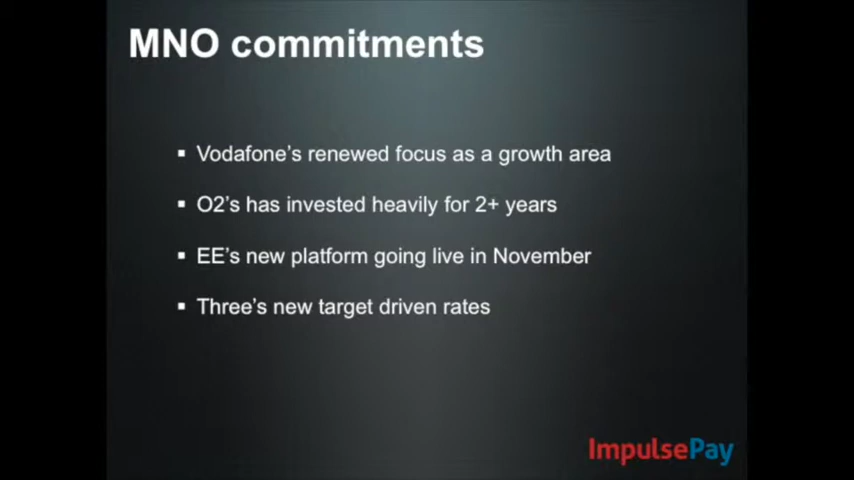 MNO commitments
▪ Vodafone's renewed focus as a growth area
▪ O2's has invested heavily for 2+ years
▪ EE's new platform going live in November
▪ Three's new target driven rates
ImpulsePay